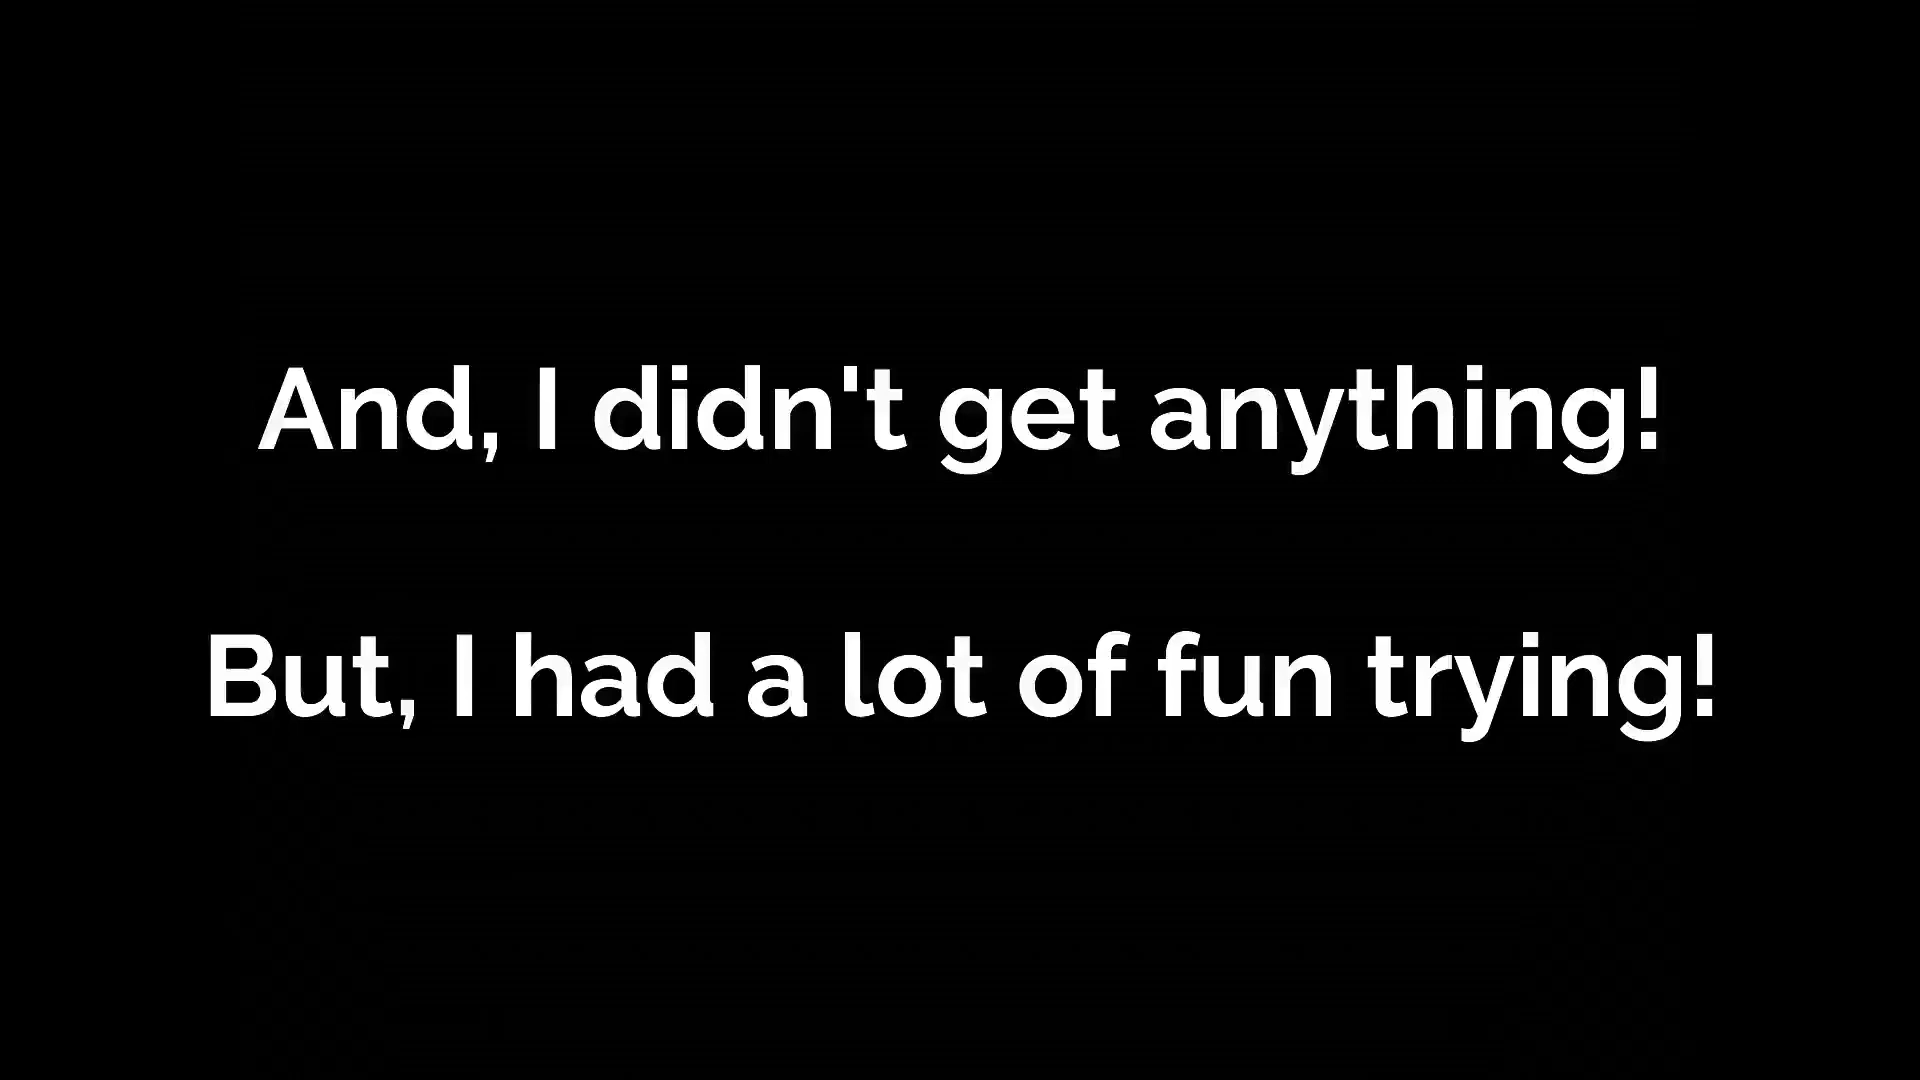 And, I didn't get anything!
But, I had a lot of fun trying!